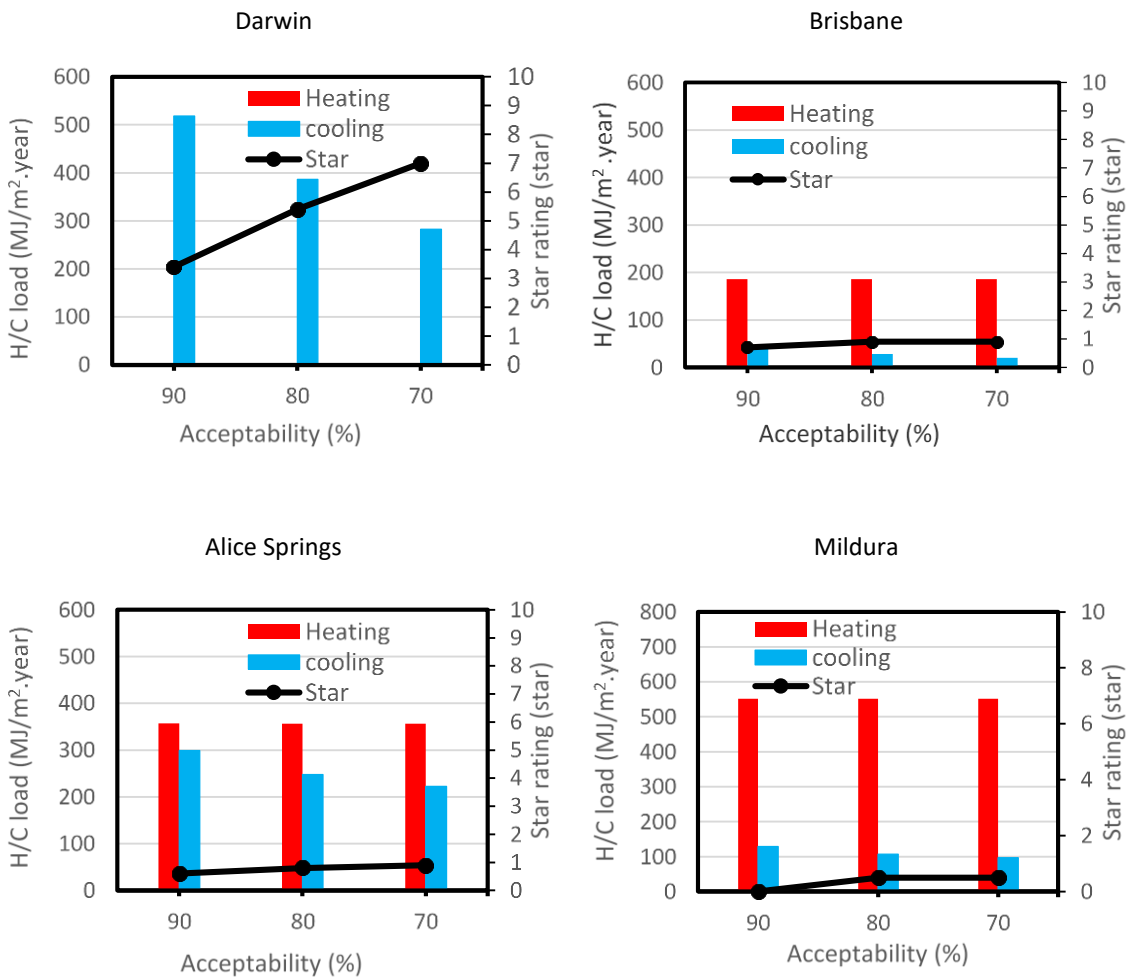 Darwin
H/C load (MJ/m².year)
600
500
400
300
200
100
0
Heating
cooling
Star
10
9
8
7
6
5
4
3
2
1
0
Star rating (star)
90 80 70
Acceptability (%)
Brisbane
H/C load (MJ/m².year)
600
500
400
300
200
100
0
Heating
cooling
Star
10
9
8
7
6
5
4
3
2
1
0
Star rating (star)
90 80 70
Acceptability (%)
Alice Springs
H/C load (MJ/m².year)
600
500
400
300
200
100
0
Heating
cooling
Star
10
9
8
7
6
5
4
3
2
1
0
Star rating (star)
90 80 70
Acceptability (%)
Mildura
H/C load (MJ/m².year)
800
700
600
500
400
300
200
100
0
Heating
cooling
Star
10
8
6
4
2
0
Star rating (star)
90 80 70
Acceptability (%)